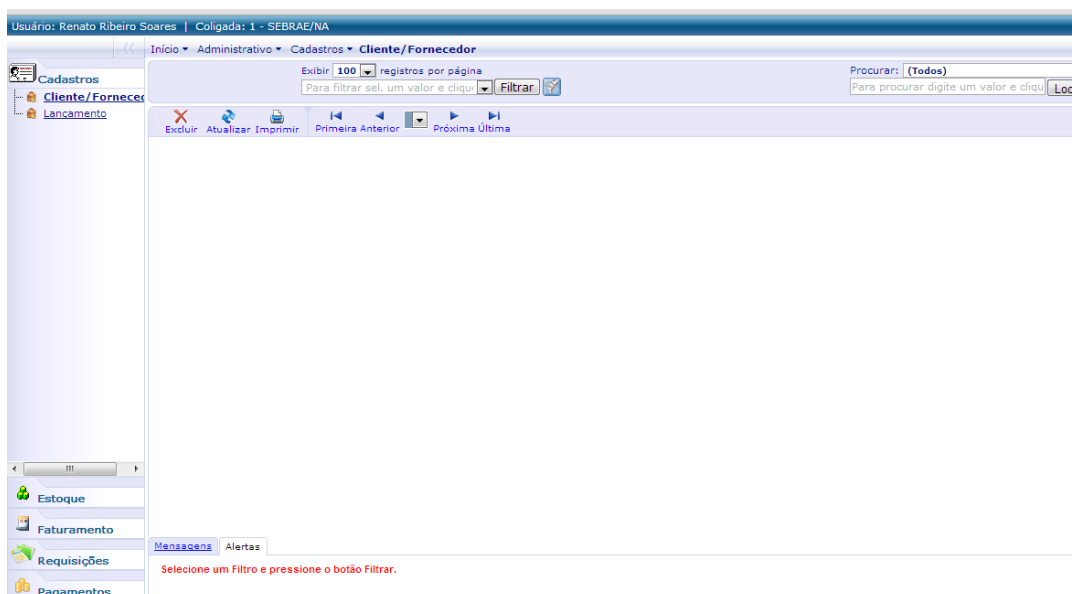 Usuário: Renato Ribeiro Soares | Coligada: 1 - SEBRAE/NA
Início Administrativo Cadastros Cliente/Fornecedor
Cadastros
Cliente/Fornecec
Lançamento
Exibir 100 registros por página
Para filtrar sel. um valor e cliqu Filtrar
Procurar: (Todos)
Para procurar digite um valor e cliqu Loc
Excluir Atualizar Imprimir Primeira Anterior Próxima Última
Estoque
Faturamento
Requisições
Pagamentos
Mensagens Alertas
Selecione um Filtro e pressione o botão Filtrar.